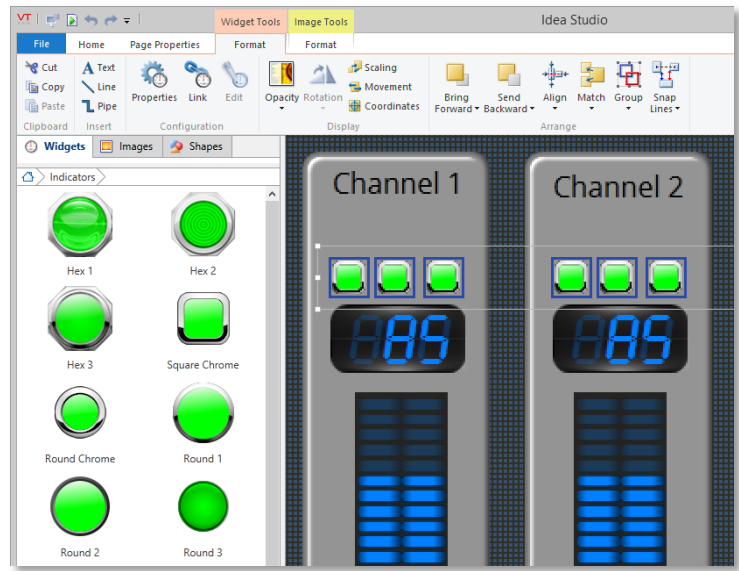 VT Widget Tools Image Tools Idea Studio
File Home Page Properties Format Format
Cut Text Scaling
Copy Line Properties Link Edit Opacity Rotation Movement Bring Send Align Match Group Snap
Paste Pipe Coordinates Forward Backward Lines
Clipboard Insert Configuration Display Arrange
Widgets Images Shapes
Indicators
Channel 1 Channel 2
Hex 1 Hex 2
85 85
Hex 3 Square Chrome
Round Chrome Round 1
Round 2 Round 3